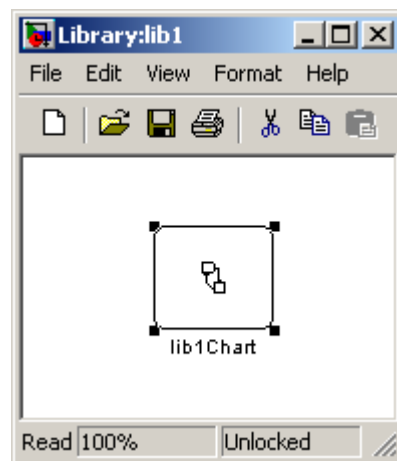 Library:lib1
File Edit View Format Help
lib1Chart
Read 100% Unlocked